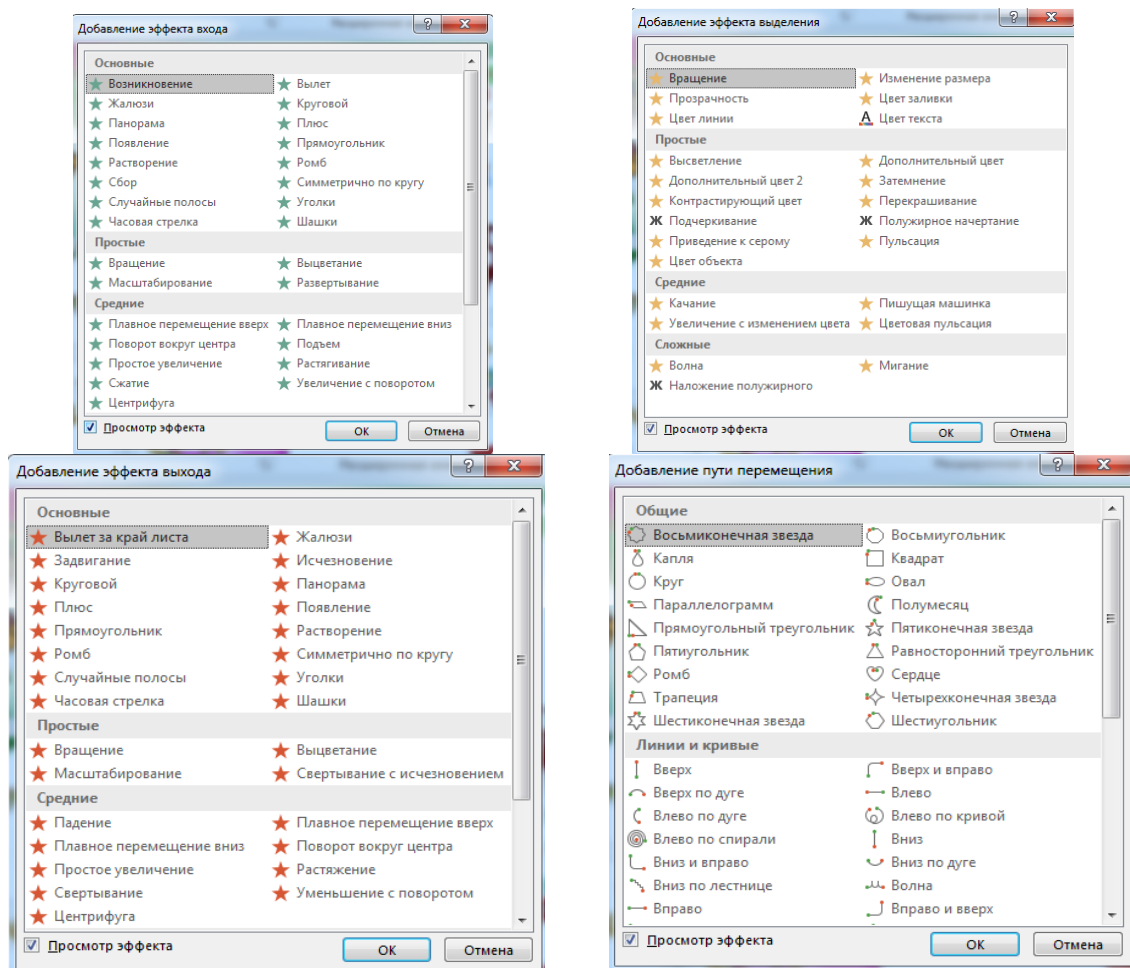 Добавление эффекта входа
Основные
Возникновение Вылет
Жалюзи Круговой
Панорама Плюс
Появление Прямоугольник
Растворение Ромб
Сбор Симметрично по кругу
Случайные полосы Уголки
Часовая стрелка Шашки
Простые
Вращение Выцветание
Масштабирование Развертывание
Средние
Плавное перемещение вверх Плавное перемещение вниз
Поворот вокруг центра Подъем
Простое увеличение Растягивание
Сжатие Увеличение с поворотом
Центрифуга
Просмотр эффекта ОК Отмена
Добавление эффекта выделения
Основные
Вращение Изменение размера
Прозрачность Цвет заливки
Цвет линии А Цвет текста
Простые
Высветление Дополнительный цвет
Дополнительный цвет 2 Затемнение
Контрастирующий цвет Перекрашивание
Ж Подчеркивание Ж Полужирное начертание
Приведение к серому Пульсация
Цвет объекта
Средние
Качание Пишущая машинка
Увеличение с изменением цвета Цветовая пульсация
Сложные
Волна Мигание
Ж Наложение полужирного
Просмотр эффекта ОК Отмена
Добавление эффекта выхода
Основные
Вылет за край листа Жалюзи
Задвигание Исчезновение
Круговой Панорама
Плюс Появление
Прямоугольник Растворение
Ромб Симметрично по кругу
Случайные полосы Уголки
Часовая стрелка Шашки
Простые
Вращение Выцветание
Масштабирование Свертывание с исчезновением
Средние
Падение Плавное перемещение вверх
Плавное перемещение вниз Поворот вокруг центра
Простое увеличение Растяжение
Свертывание Уменьшение с поворотом
Центрифуга
Просмотр эффекта ОК Отмена
Добавление пути перемещения
Общие
Восьмиконечная звезда Восьмиугольник
Капля Квадрат
Круг Овал
Параллелограмм Полумесяц
Прямоугольный треугольник Пятиконечная звезда
Пятиугольник Равносторонний треугольник
Ромб Сердце
Трапеция Четырехконечная звезда
Шестиконечная звезда Шестиугольник
Линии и кривые
Вверх Вверх и вправо
Вверх по дуге Влево
Влево по дуге Влево по кривой
Влево по спирали Вниз
Вниз и вправо Вниз по дуге
Вниз по лестнице Волна
Вправо Вправо и вверх
Просмотр эффекта ОК Отмена